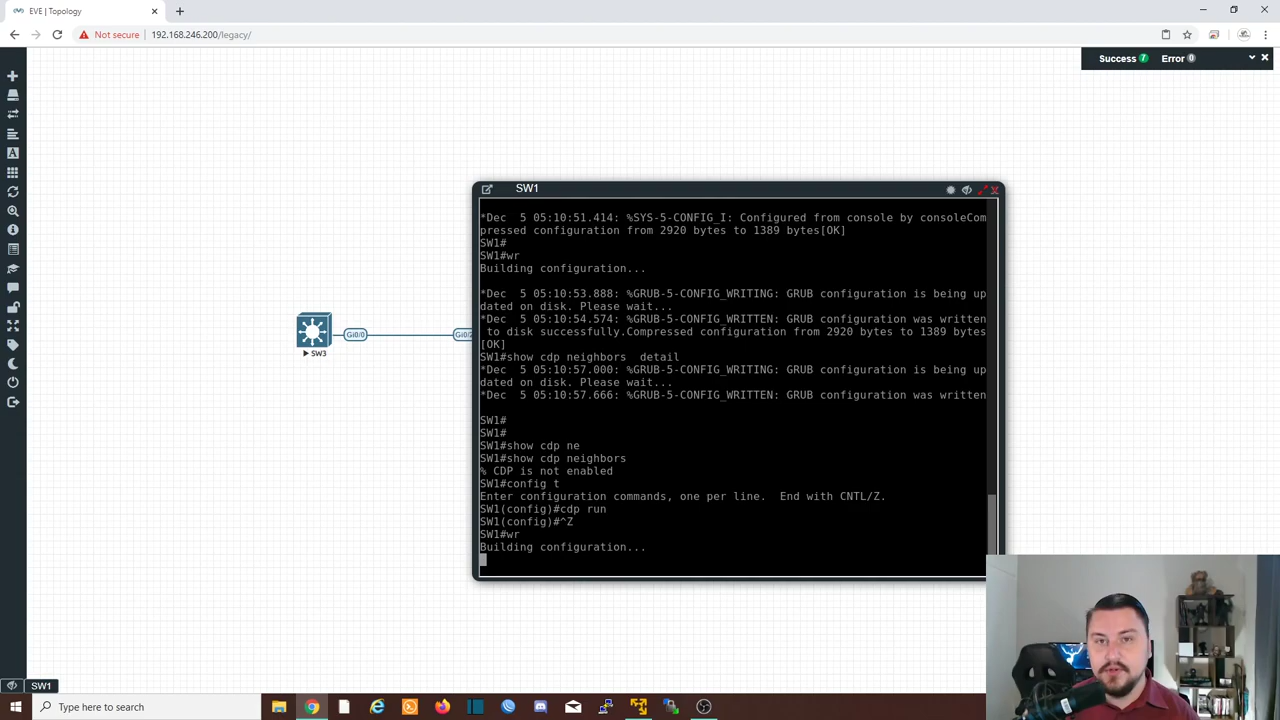 EVE | Topology
Not secure
192.168.246.200/legacy/
Success 7
Error 0
SW1
*Dec  5 05:10:51.414: %SYS-5-CONFIG_I: Configured from console by consoleCom
pressed configuration from 2920 bytes to 1389 bytes[OK]
SW1#
SW1#wr
Building configuration...
*Dec  5 05:10:53.888: %GRUB-5-CONFIG_WRITING: GRUB configuration is being up
dated on disk. Please wait...
*Dec  5 05:10:54.574: %GRUB-5-CONFIG_WRITTEN: GRUB configuration was written
 to disk successfully.Compressed configuration from 2920 bytes to 1389 bytes
[OK]
SW1#show cdp neighbors  detail
*Dec  5 05:10:57.000: %GRUB-5-CONFIG_WRITING: GRUB configuration is being up
dated on disk. Please wait...
*Dec  5 05:10:57.666: %GRUB-5-CONFIG_WRITTEN: GRUB configuration was written
SW1#
SW1#
SW1#show cdp ne
SW1#show cdp neighbors
% CDP is not enabled
SW1#config t
Enter configuration commands, one per line.  End with CNTL/Z.
SW1(config)#cdp run
SW1(config)#^Z
SW1#wr
Building configuration...
Gi0/0
Gi0/2
SW3
SW1
Type here to search